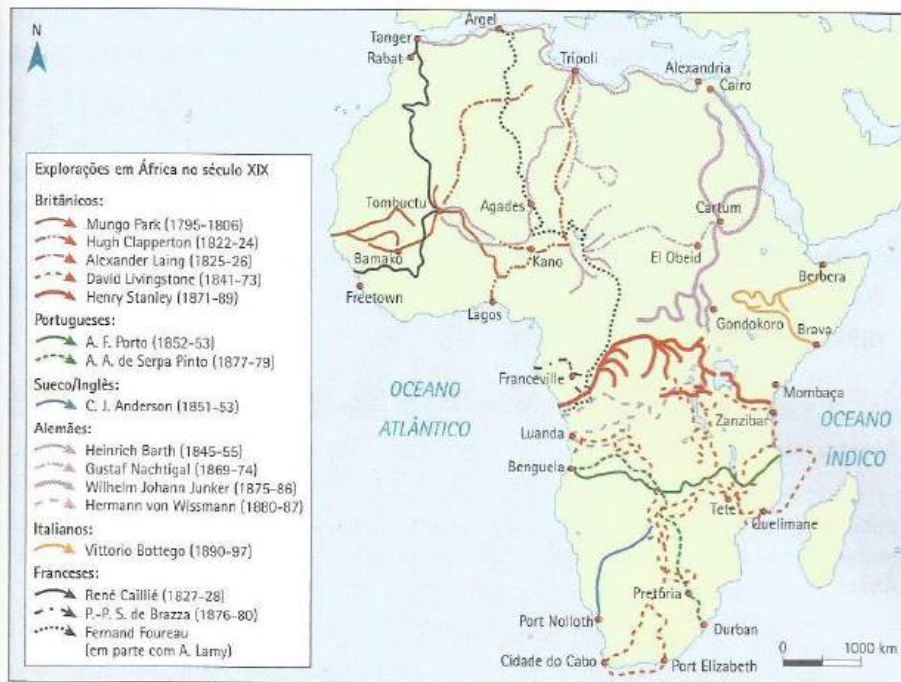 Explorações em África no século XIX
Britânicos:
Mungo Park (1795-1806)
Hugh Clapperton (1822-24)
Alexander Laing (1825-26)
David Livingstone (1841-73)
Henry Stanley (1871-89)
Portugueses:
A. F. Porto (1852-53)
A. A. de Serpa Pinto (1877-79)
Sueco/Inglês:
C. J. Anderson (1851-53)
Alemães:
Heinrich Barth (1845-55)
Gustaf Nachtigal (1869-74)
Wilhelm Johann Junker (1875-86)
Hermann von Wissmann (1880-87)
Italianos:
Vittorio Bottego (1890-97)
Franceses:
René Caillié (1827-28)
P.-P. S. de Brazza (1876-80)
Fernand Foureau
(em parte com A. Lamy)
N
Argel
Tanger
Rabat
Tripoli
Alexandria
Cairo
Tombuctu
Agades
Cartum
Bamako
Kano
El Obeid
Berbera
Freetown
Lagos
Gondokoro
Brava
Franceville
Mombaça
OCEANO
ATLÂNTICO
Zanzibar
OCEANO
ÍNDICO
Luanda
Benguela
Tete
Quelimane
Pretória
Port Nolloth
Durban
Cidade do Cabo
Port Elizabeth
0 1000 km